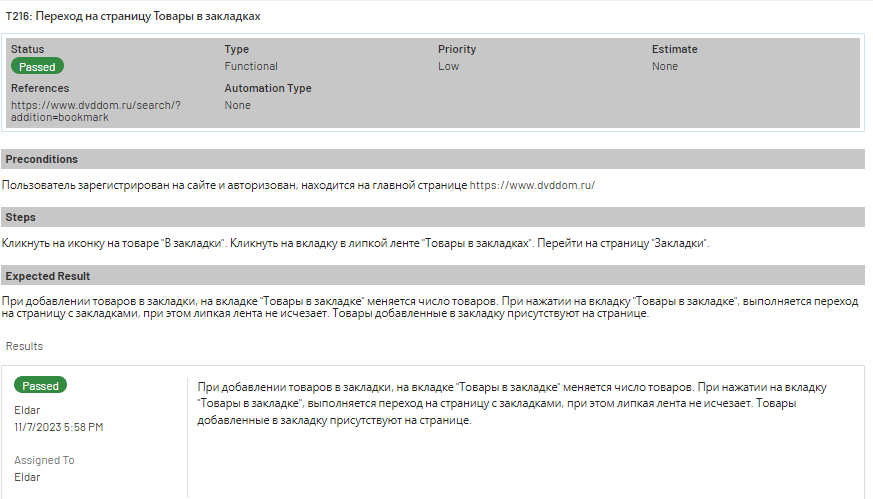 T216: Переход на страницу Товары в закладках
Status Type Priority Estimate
Passed Functional Low None
References Automation Type
https://www.dvddom.ru/search/? None
addition=bookmark
Preconditions
Пользователь зарегистрирован на сайте и авторизован, находится на главной странице https://www.dvddom.ru/
Steps
Кликнуть на иконку на товаре "В закладки". Кликнуть на вкладку в липкой ленте "Товары в закладках". Перейти на страницу "Закладки".
Expected Result
При добавлении товаров в закладки, на вкладке "Товары в закладке" меняется число товаров. При нажатии на вкладку "Товары в закладке", выполняется переход
на страницу с закладками, при этом липкая лента не исчезает. Товары добавленные в закладку присутствуют на странице.
Results
Passed
Eldar
11/7/2023 5:58 PM
Assigned To
Eldar
При добавлении товаров в закладки, на вкладке "Товары в закладке" меняется число товаров. При нажатии на вкладку
"Товары в закладке", выполняется переход на страницу с закладками, при этом липкая лента не исчезает. Товары
добавленные в закладку присутствуют на странице.